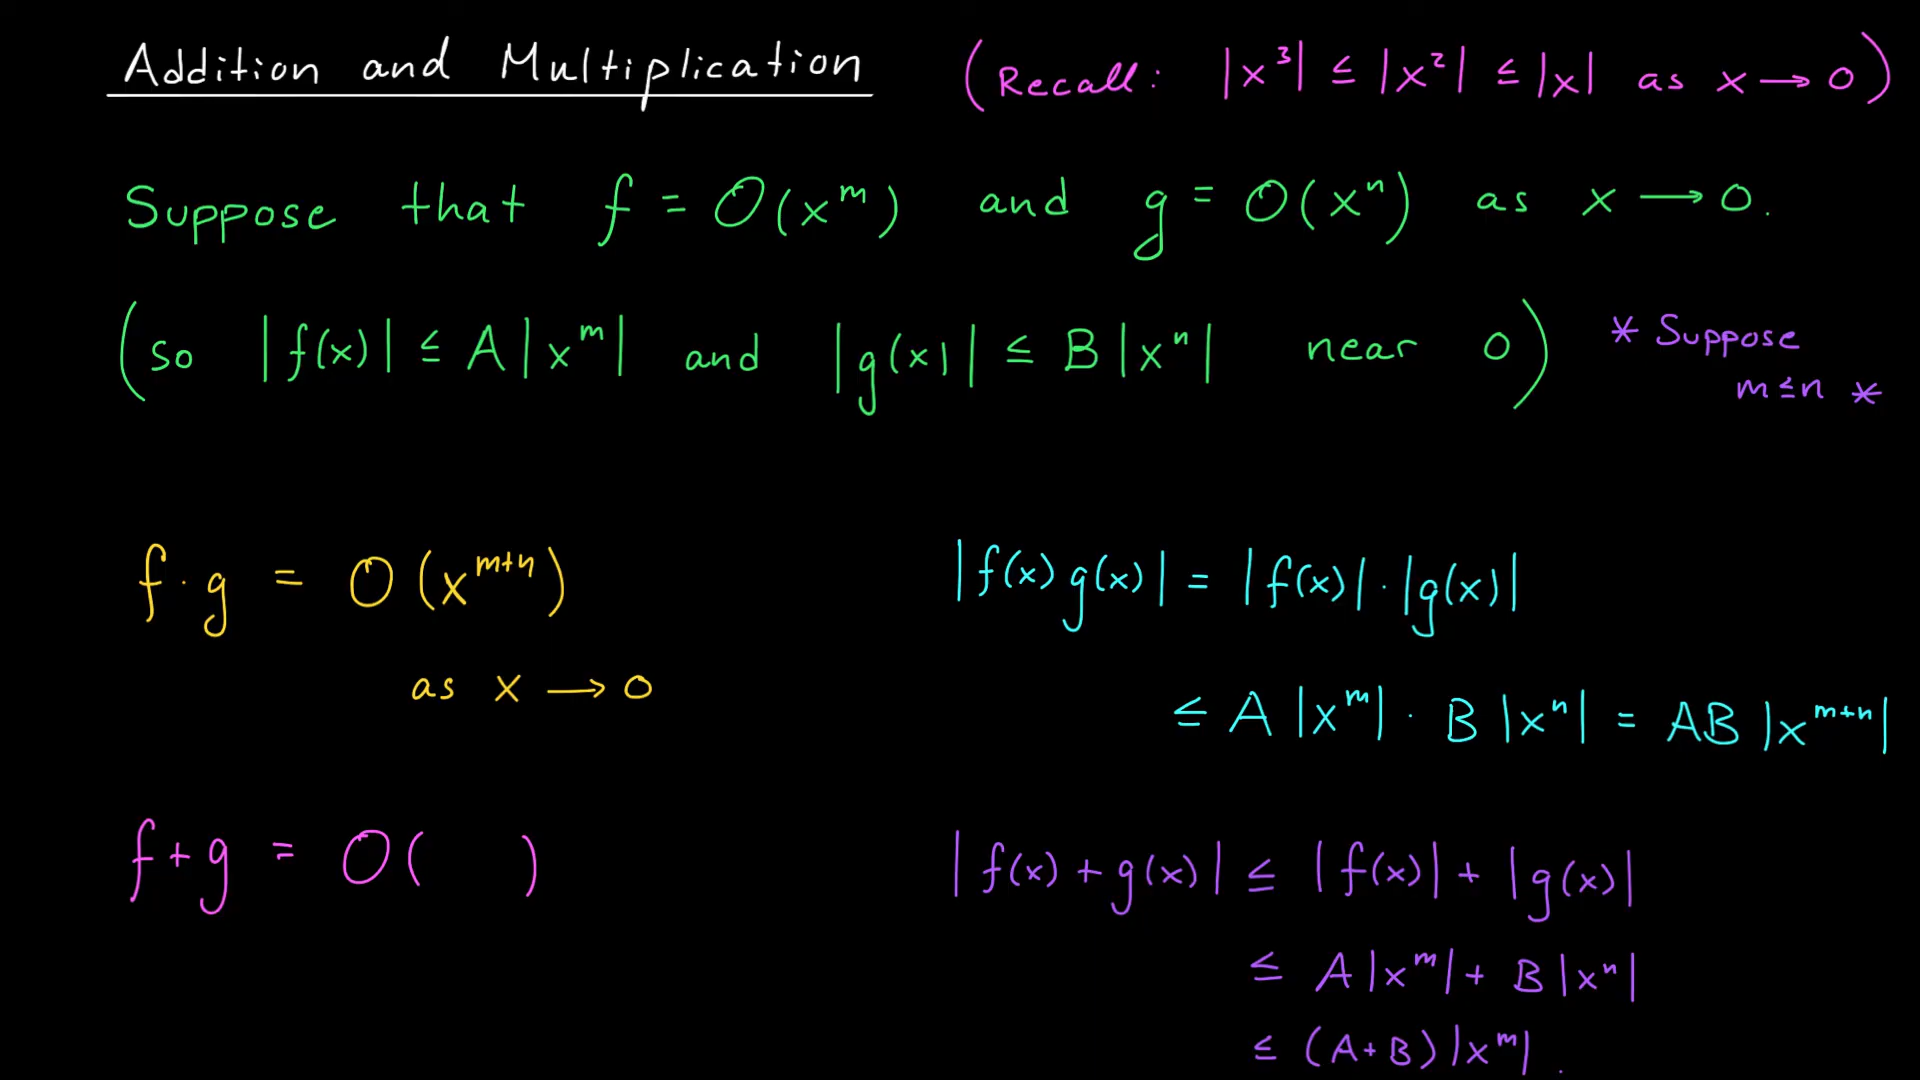 Addition and Multiplication (Recall: |x³| ≤ |x²| ≤ |x| as x → 0)
Suppose that f = O(xᵐ) and g = O(xⁿ) as x → 0.
(so |f(x)| ≤ A|xᵐ| and |g(x)| ≤ B|xⁿ| near 0) * Suppose
m ≤ n *
f · g = O(xᵐ⁺ⁿ)
as x → 0
|f(x) g(x)| = |f(x)| · |g(x)|
≤ A |xᵐ| · B |xⁿ| = AB |xᵐ⁺ⁿ|
f + g = O( )
|f(x) + g(x)| ≤ |f(x)| + |g(x)|
≤ A|xᵐ| + B|xⁿ|
≤ (A+B)|xᵐ|.